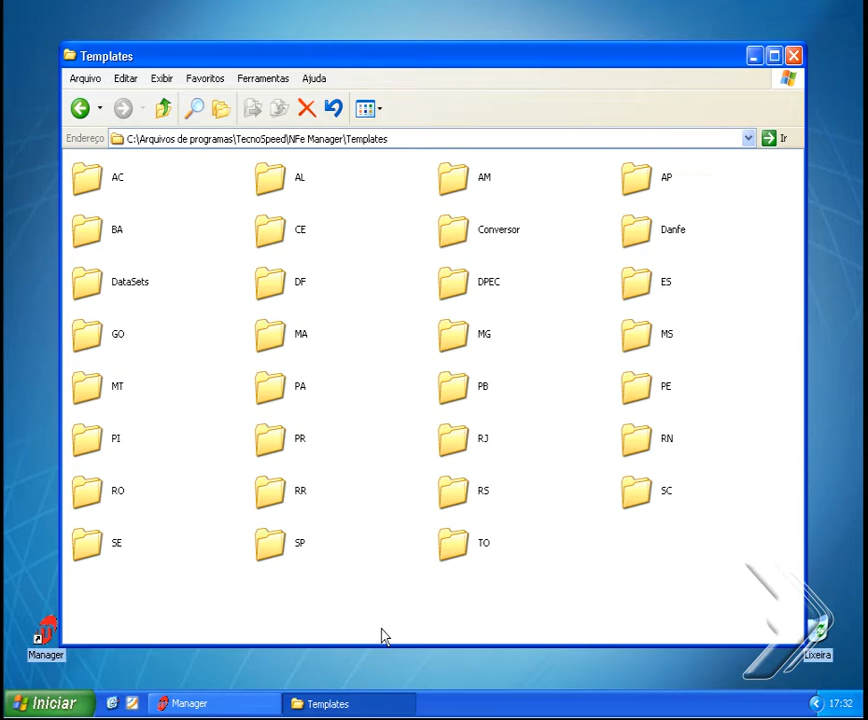 Templates
Arquivo Editar Exibir Favoritos Ferramentas Ajuda
Endereço C:\Arquivos de programas\TecnoSpeed\NFe Manager\Templates Ir
AC AL AM AP
BA CE Conversor Danfe
DataSets DF DPEC ES
GO MA MG MS
MT PA PB PE
PI PR RJ RN
RO RR RS SC
SE SP TO
Manager Lixeira
Iniciar Manager Templates 17:32